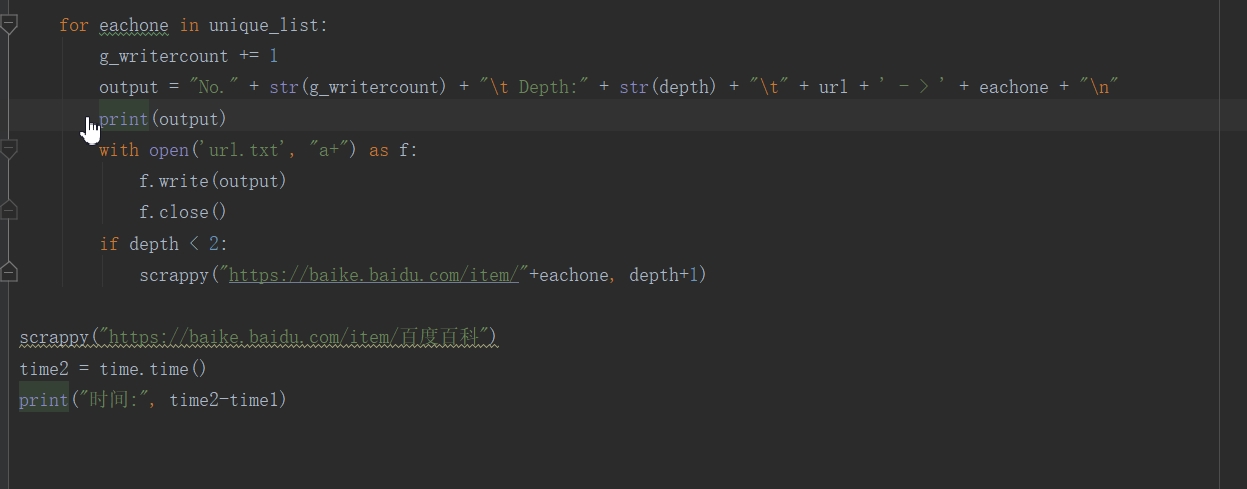 for eachone in unique_list:
g_writercount += 1
output = "No." + str(g_writercount) + "\t Depth:" + str(depth) + "\t" + url + ' - > ' + eachone + "\n"
print(output)
with open('url.txt', "a+") as f:
f.write(output)
f.close()
if depth < 2:
scrappy("https://baike.baidu.com/item/"+eachone, depth+1)
scrappy("https://baike.baidu.com/item/百度百科")
time2 = time.time()
print("时间:", time2-time1)